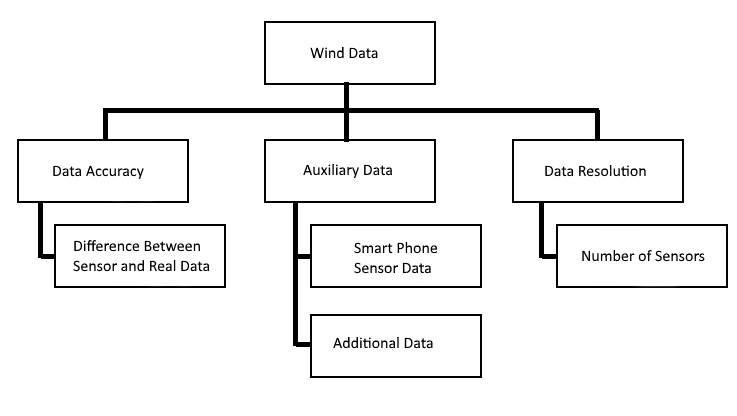 Wind Data
Data Accuracy
Auxiliary Data
Data Resolution
Difference Between
Sensor and Real Data
Smart Phone
Sensor Data
Number of Sensors
Additional Data